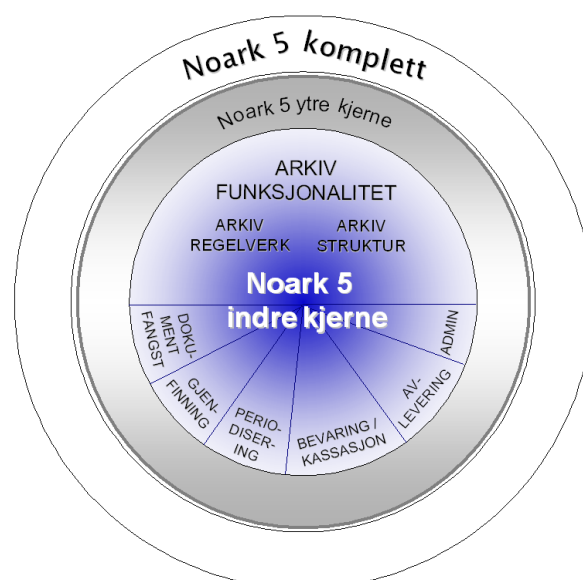 Noark 5 komplett
Noark 5 ytre kjerne
ARKIV
FUNKSJONALITET
ARKIV
REGELVERK
ARKIV
STRUKTUR
Noark 5
indre kjerne
DOKU-
MENT
FANGST
GJEN-
FINNING
PERIO-
DISER-
ING
BEVARING /
KASSASJON
AV-
LEVERING
ADMIN